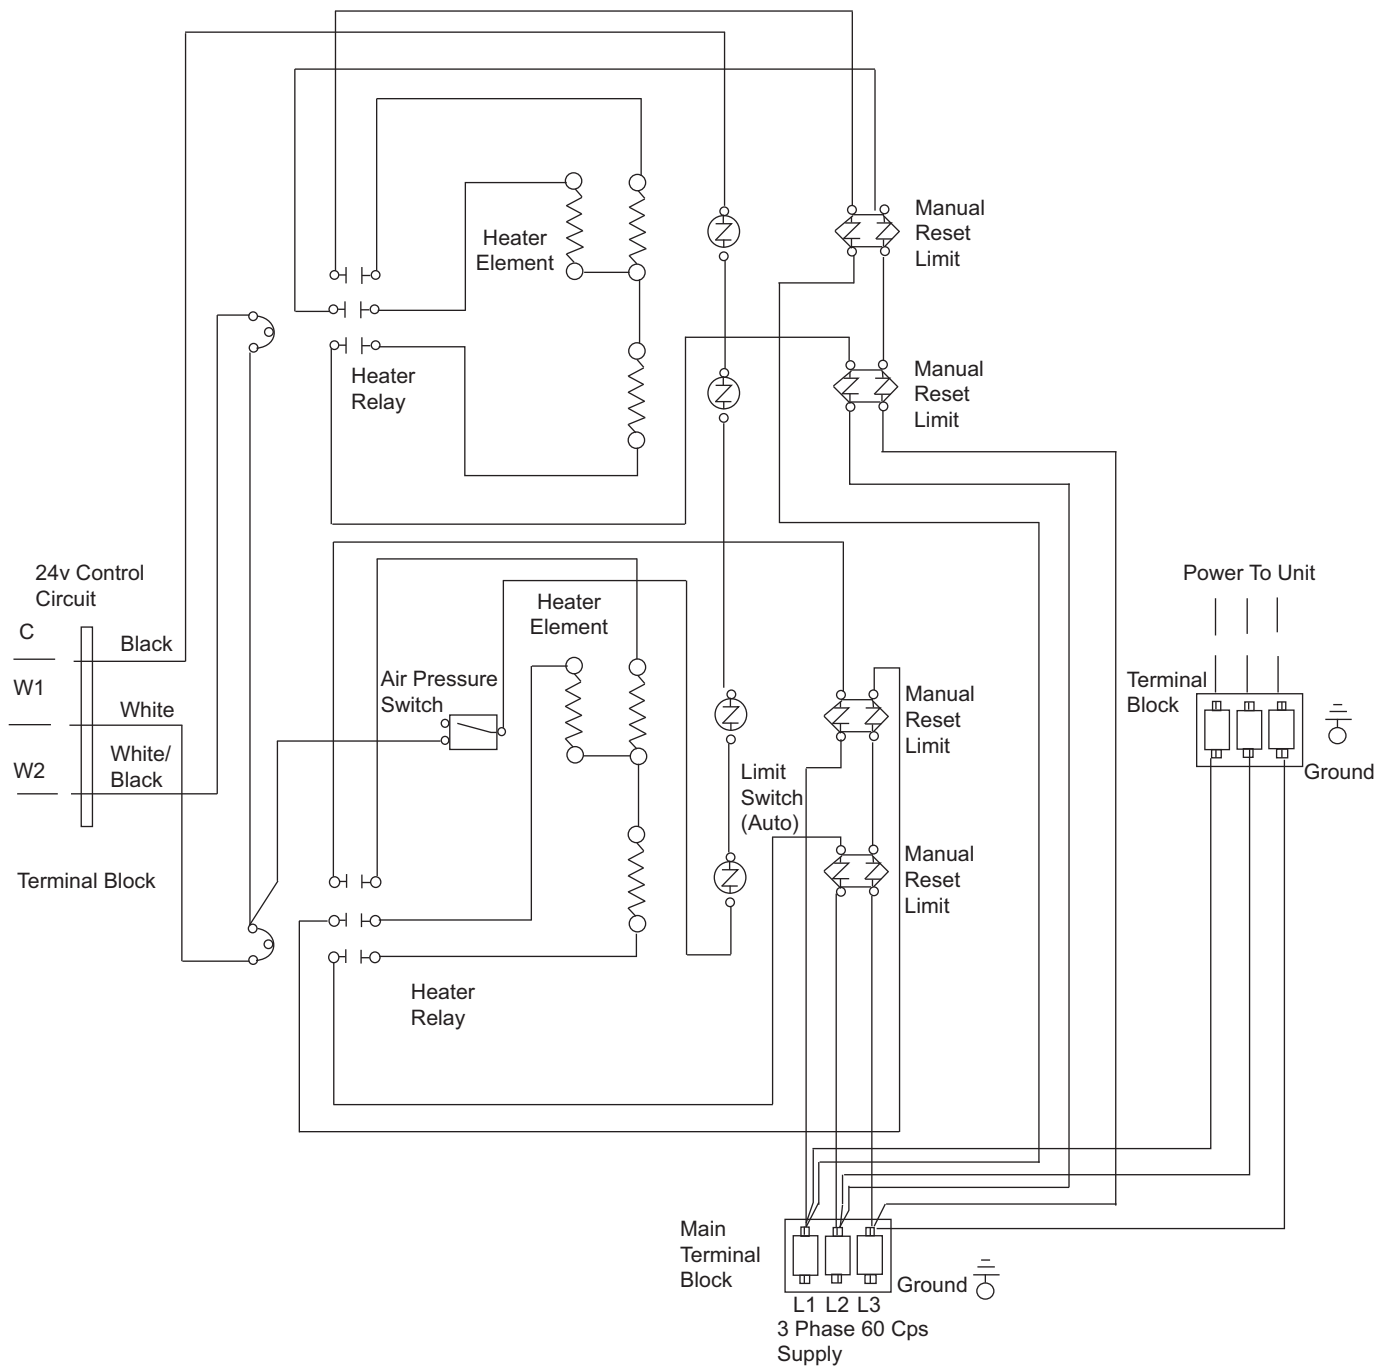 Manual
Reset
Limit
Heater
Element
Heater
Relay
Manual
Reset
Limit
24v Control
Circuit
C
Black
W1
White
White/
Black
W2
Terminal Block
Heater
Element
Air Pressure
Switch
Manual
Reset
Limit
Limit
Switch
(Auto)
Manual
Reset
Limit
Heater
Relay
Power To Unit
Terminal
Block
Ground
Main
Terminal
Block
Ground
L1 L2 L3
3 Phase 60 Cps
Supply